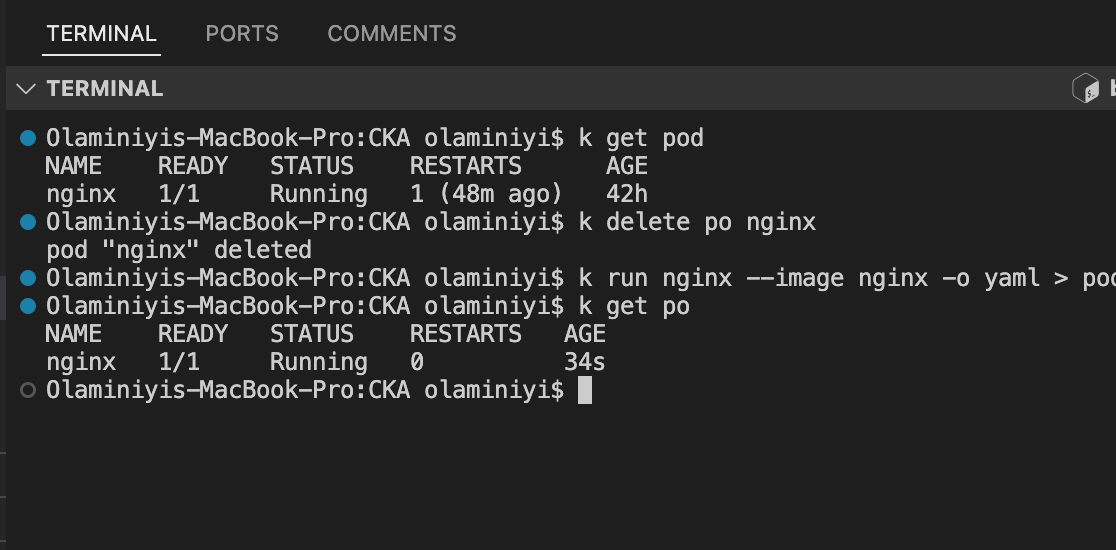 TERMINAL PORTS COMMENTS
TERMINAL
Olaminiyis-MacBook-Pro:CKA olaminiyi$ k get pod
NAME READY STATUS RESTARTS AGE
nginx 1/1 Running 1 (48m ago) 42h
Olaminiyis-MacBook-Pro:CKA olaminiyi$ k delete po nginx
pod "nginx" deleted
Olaminiyis-MacBook-Pro:CKA olaminiyi$ k run nginx --image nginx -o yaml >
Olaminiyis-MacBook-Pro:CKA olaminiyi$ k get po
NAME READY STATUS RESTARTS AGE
nginx 1/1 Running 0 34s
Olaminiyis-MacBook-Pro:CKA olaminiyi$